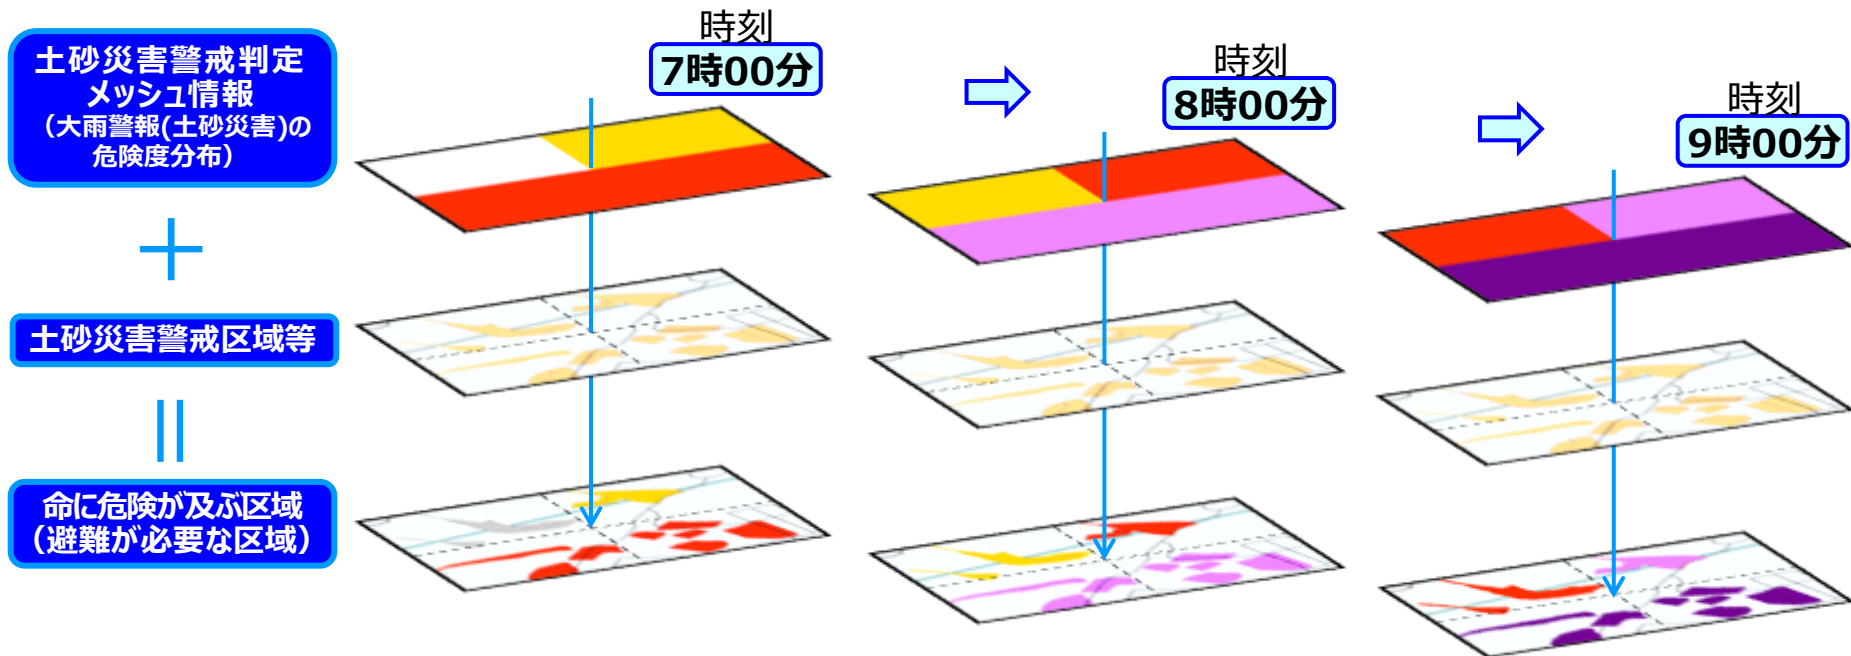 土砂災害警戒判定
メッシュ情報
（大雨警報(土砂災害)の
危険度分布）
土砂災害警戒区域等
命に危険が及ぶ区域
（避難が必要な区域）
時刻
7時00分
時刻
8時00分
時刻
9時00分